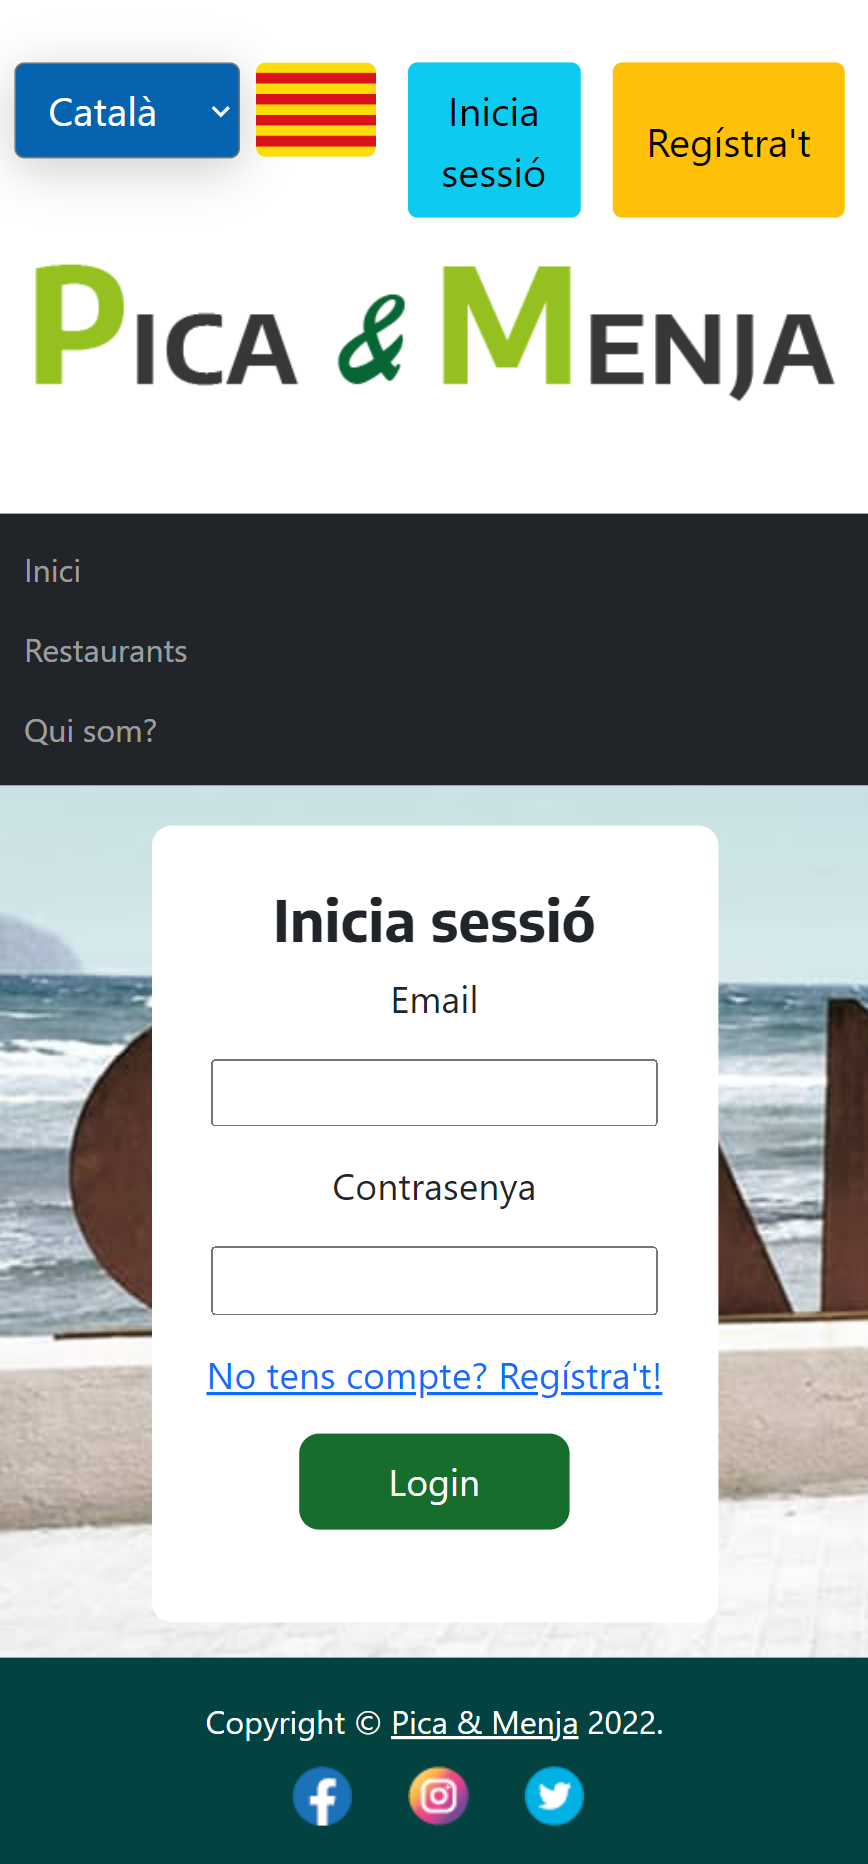 Català
Inicia
sessió
Regístra't
Pica & Menja
Inici
Restaurants
Qui som?
Inicia sessió
Email
Contrasenya
No tens compte? Regístra't!
Login
Copyright © Pica & Menja 2022.